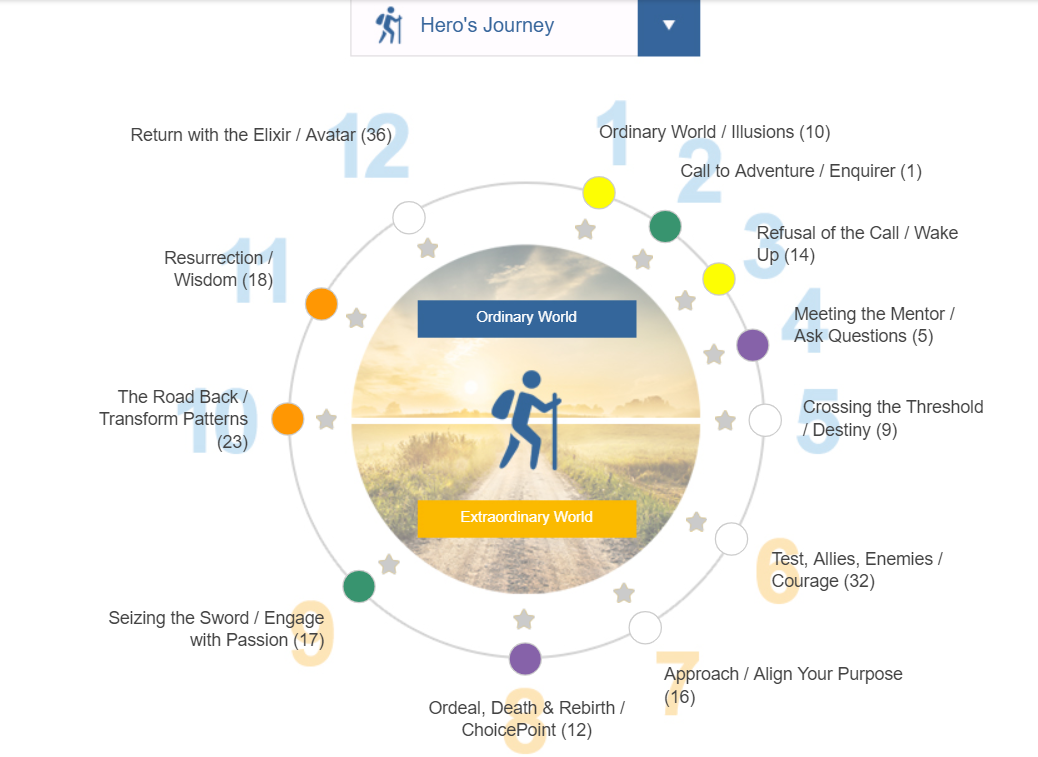 Hero's Journey
12
Return with the Elixir / Avatar (36)
1
Ordinary World / Illusions (10)
2
Call to Adventure / Enquirer (1)
3
Refusal of the Call / Wake
Up (14)
4
Meeting the Mentor /
Ask Questions (5)
5
Crossing the Threshold
/ Destiny (9)
6
Test, Allies, Enemies /
Courage (32)
7
Approach / Align Your Purpose
(16)
8
Ordeal, Death & Rebirth /
ChoicePoint (12)
9
Seizing the Sword / Engage
with Passion (17)
10
The Road Back /
Transform Patterns
(23)
11
Resurrection /
Wisdom (18)
Ordinary World
Extraordinary World